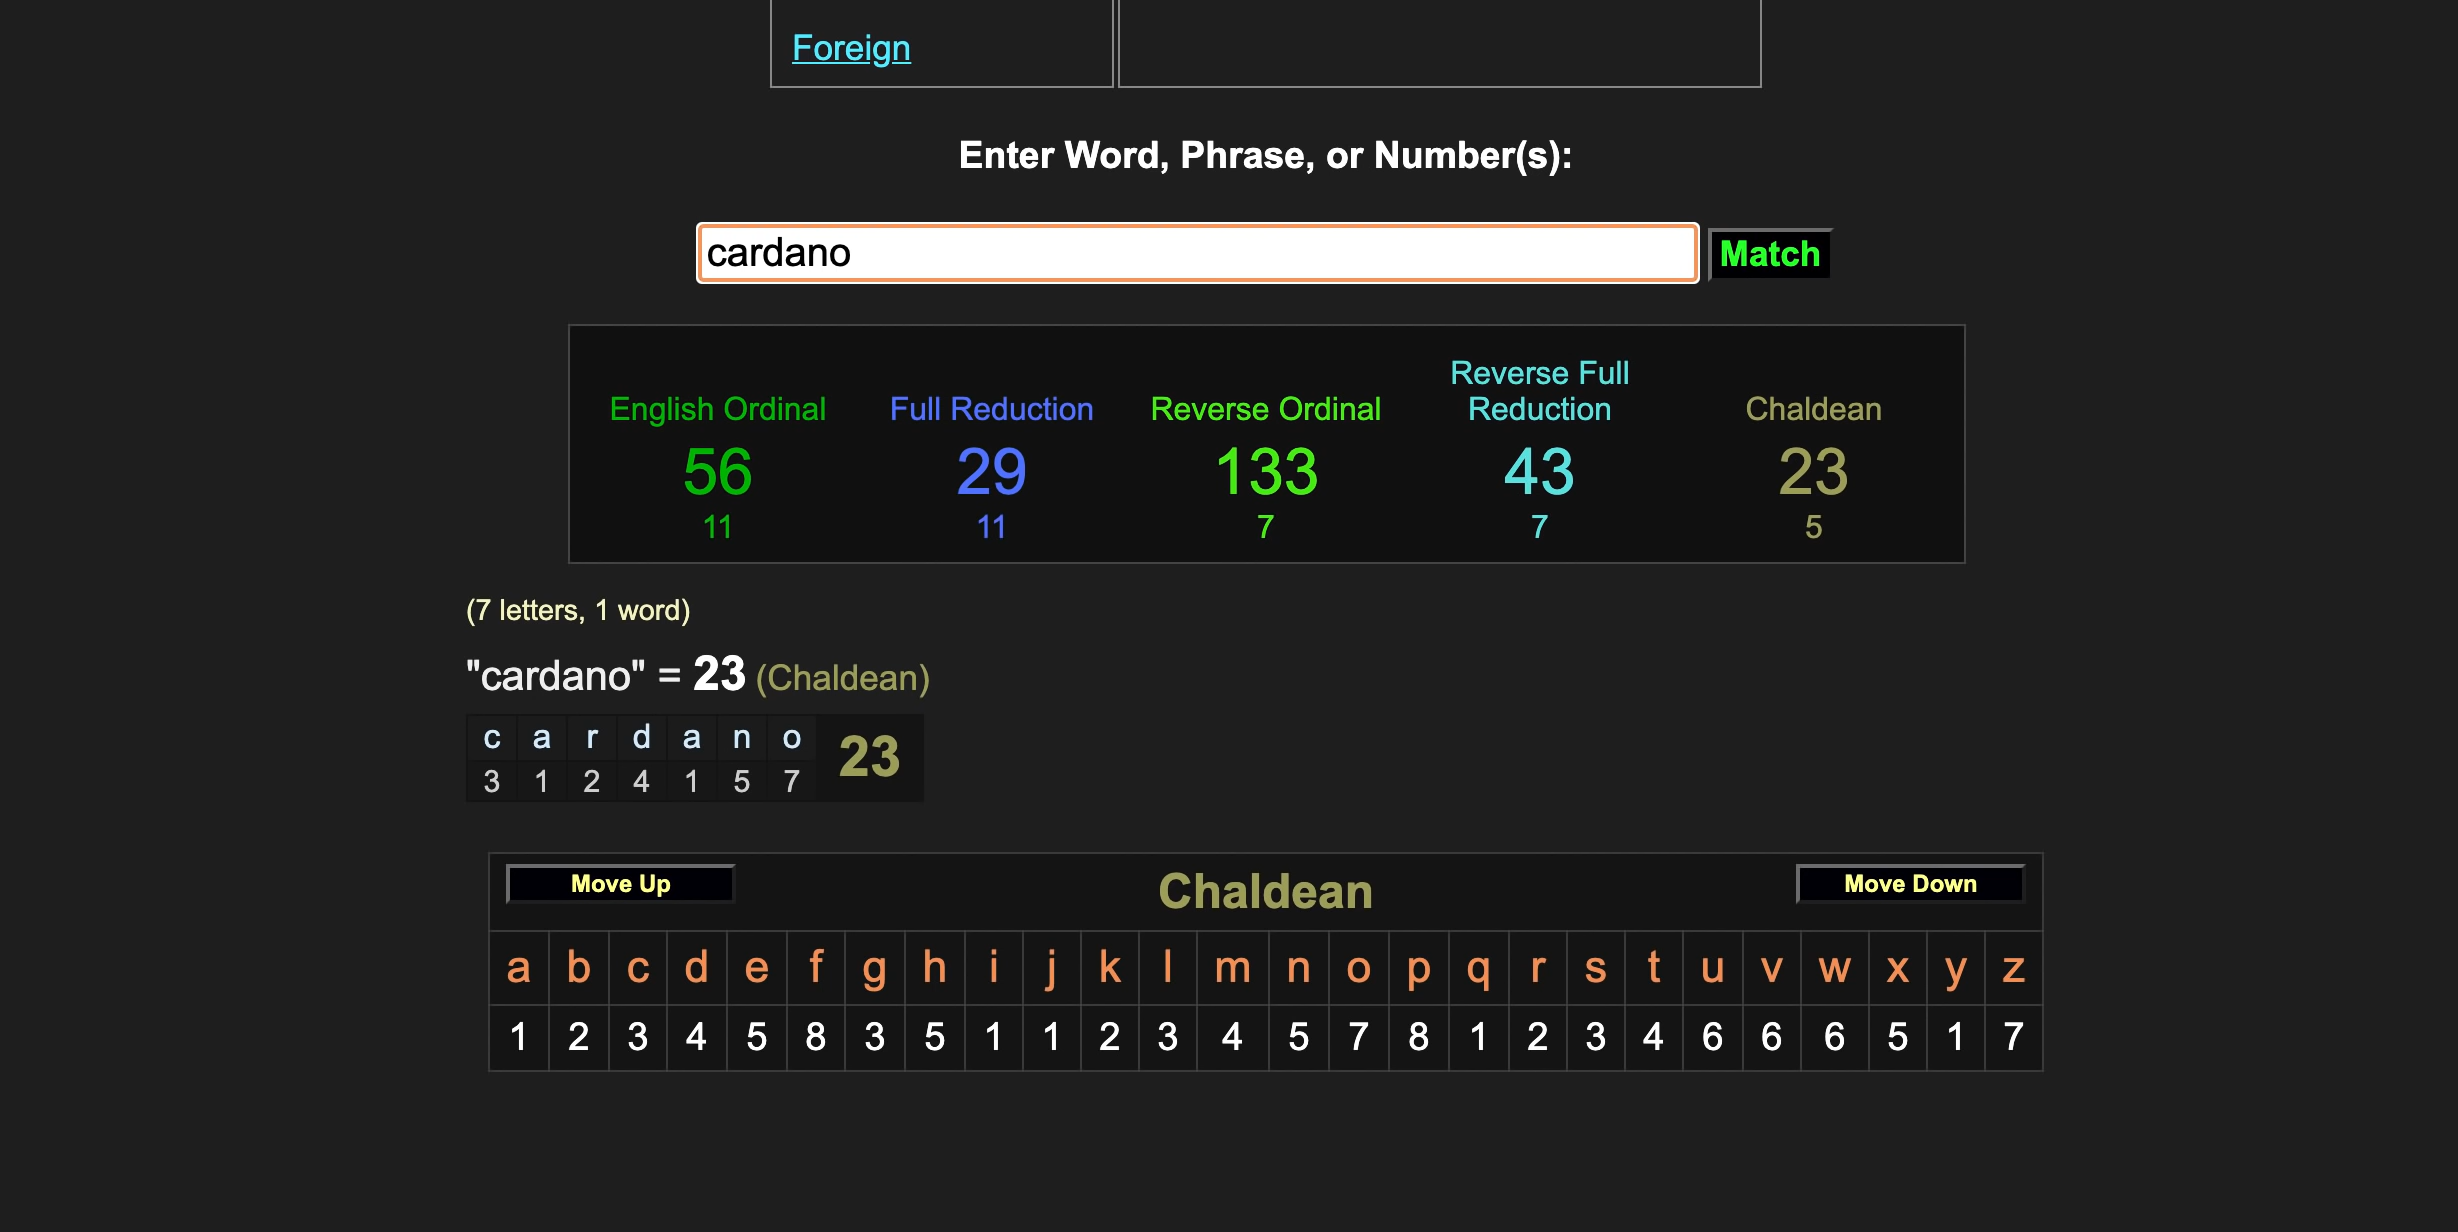 Foreign
Enter Word, Phrase, or Number(s):
cardano Match
English Ordinal Full Reduction Reverse Ordinal Reverse Full Reduction Chaldean
56 29 133 43 23
11 11 7 7 5
(7 letters, 1 word)
"cardano" = 23 (Chaldean)
c a r d a n o 23
3 1 2 4 1 5 7
Move Up Chaldean Move Down
a b c d e f g h i j k l m n o p q r s t u v w x y z
1 2 3 4 5 8 3 5 1 1 2 3 4 5 7 8 1 2 3 4 6 6 6 5 1 7